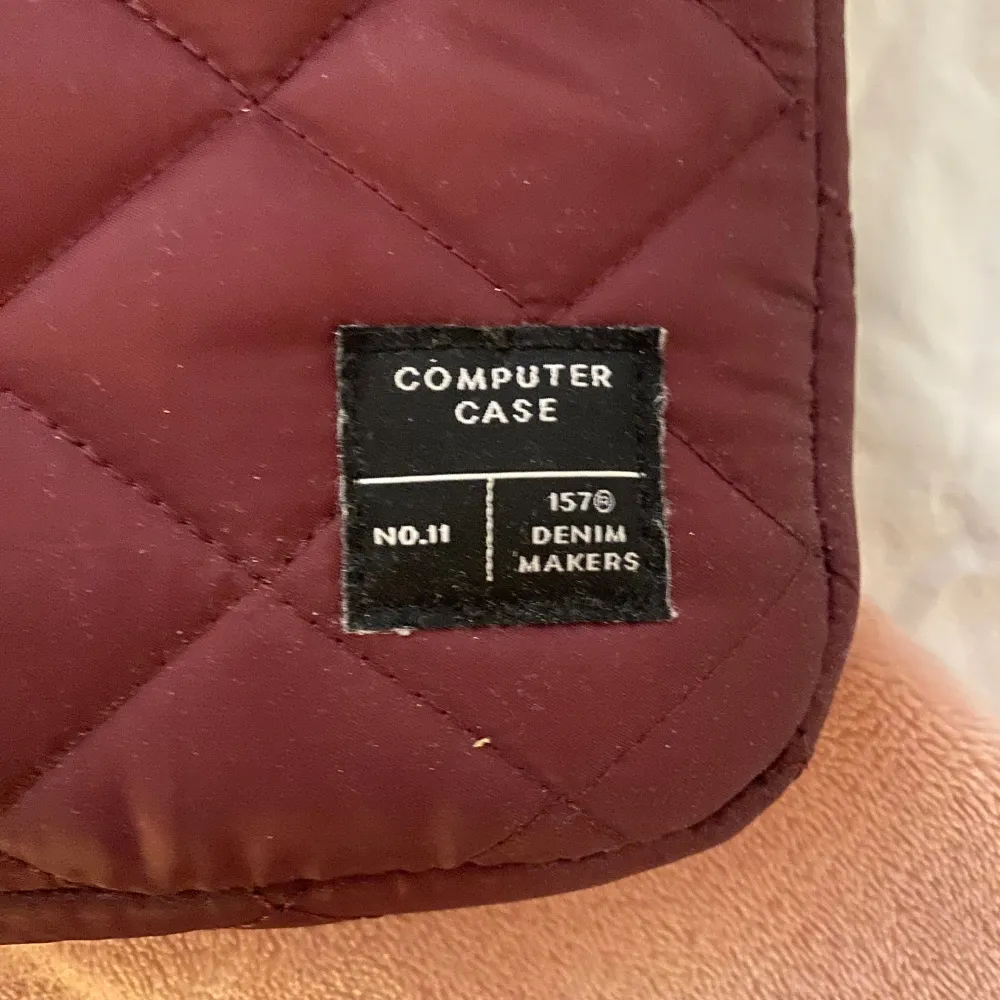 COMPUTER
CASE
NO.11
157®
DENIM
MAKERS